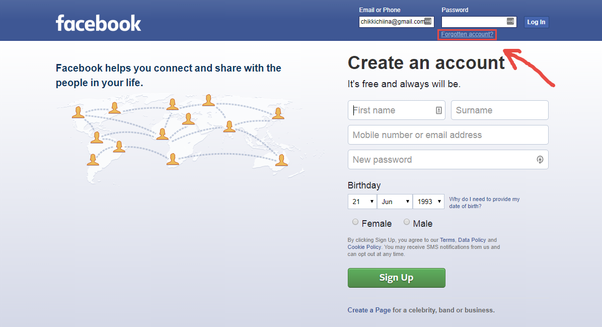 facebook
Email or Phone
Password
chikkichiina@gmail.com
Log In
Forgotten account?
Facebook helps you connect and share with the
people in your life.
Create an account
It's free and always will be.
First name
Surname
Mobile number or email address
New password
Birthday
21 Jun 1993
Why do I need to provide my
date of birth?
Female
Male
By clicking Sign Up, you agree to our Terms, Data Policy and
Cookie Policy. You may receive SMS notifications from us and
can opt out at any time.
Sign Up
Create a Page for a celebrity, band or business.